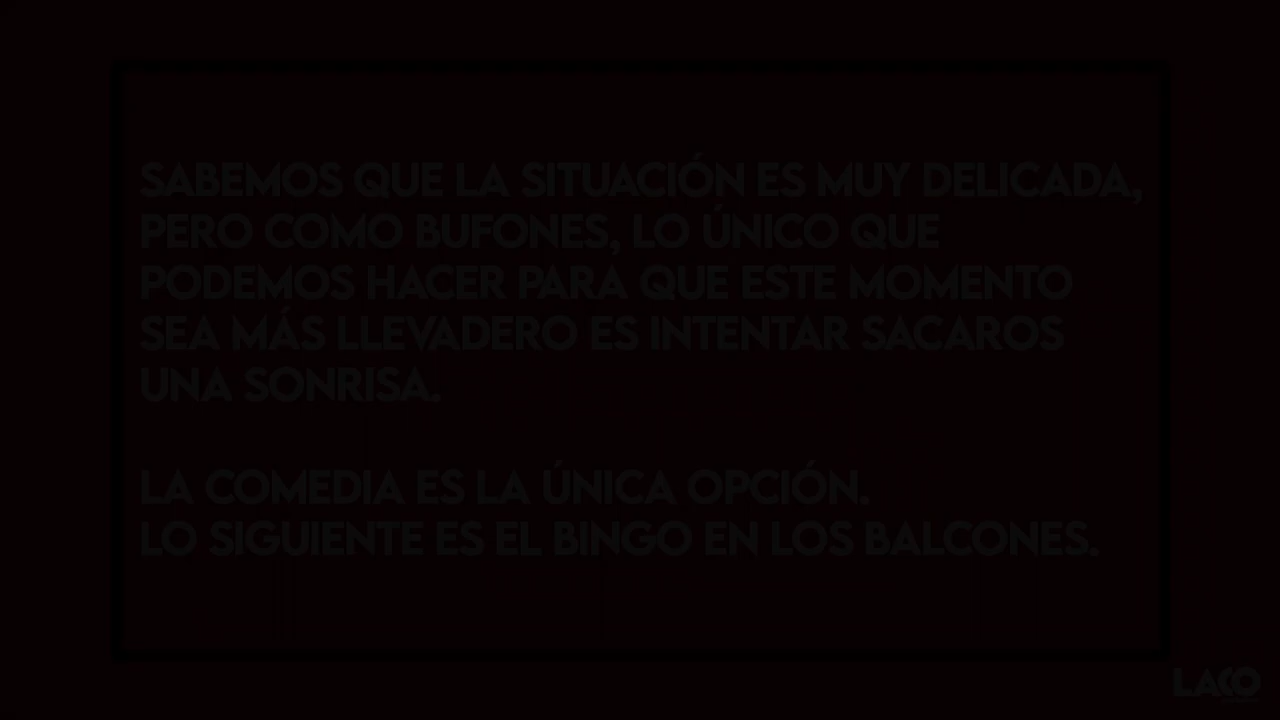 SABEMOS QUE LA SITUACIÓN ES MUY DELICADA,
PERO COMO BUFONES, LO ÚNICO QUE
PODEMOS HACER PARA QUE ESTE MOMENTO
SEA MÁS LLEVADERO ES INTENTAR SACAROS
UNA SONRISA.
LA COMEDIA ES LA ÚNICA OPCIÓN.
LO SIGUIENTE ES EL BINGO EN LOS BALCONES.
LACO